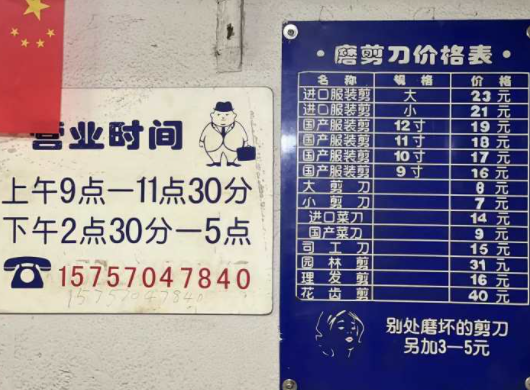 营业时间
上午9点—11点30分
下午2点30分—5点
15757047840
15757047840
·磨剪刀价格表·
名称 规格 价格
进口服装剪 大 23元
进口服装剪 小 21元
国产服装剪 12寸 19元
国产服装剪 11寸 18元
国产服装剪 10寸 17元
国产服装剪 9寸 16元
大剪刀 8元
小剪刀 7元
进口菜刀 14元
国产菜刀 9元
司工刀 15元
园林剪 31元
理发剪 16元
花齿剪 40元
别处磨坏的剪刀
另加3—5元